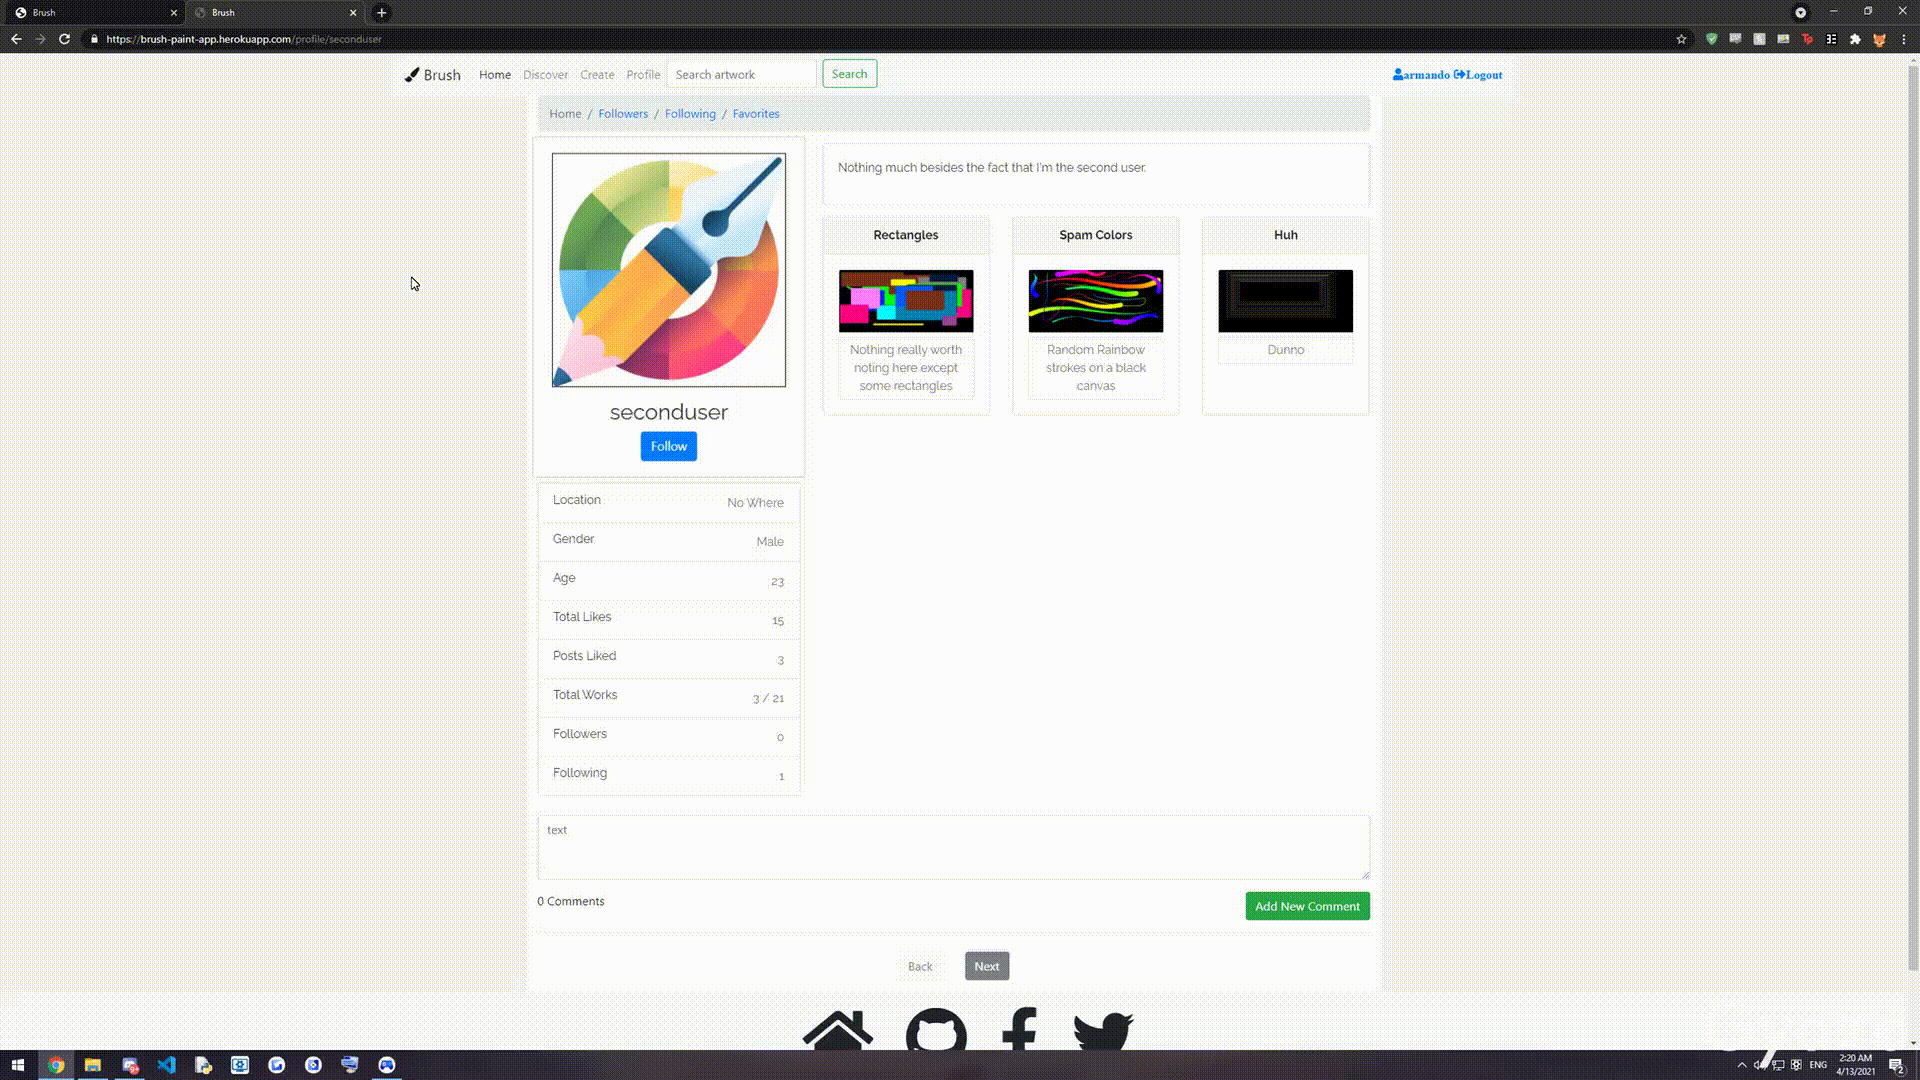 Brush
Brush
https://brush-paint-app.herokuapp.com/profile/seconduser
Brush Home Discover Create Profile Search artwork Search armando Logout
Home / Followers / Following / Favorites
Nothing much besides the fact that I'm the second user.
Rectangles
Nothing really worth
noting here except
some rectangles
Spam Colors
Random Rainbow
strokes on a black
canvas
Huh
Dunno
seconduser
Follow
Location No Where
Gender Male
Age 23
Total Likes 15
Posts Liked 3
Total Works 3 / 21
Followers 0
Following 1
text
0 Comments Add New Comment
Back Next
ENG
2:20 AM
4/13/2021